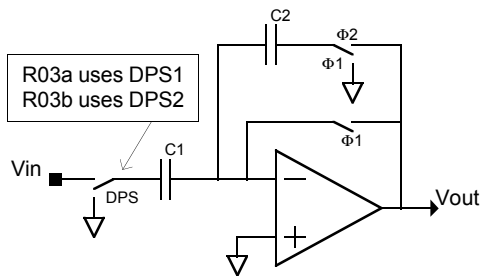 C2
Φ2
Φ1
R03a uses DPS1
R03b uses DPS2
Φ1
C1
Vin
DPS
−
+
Vout